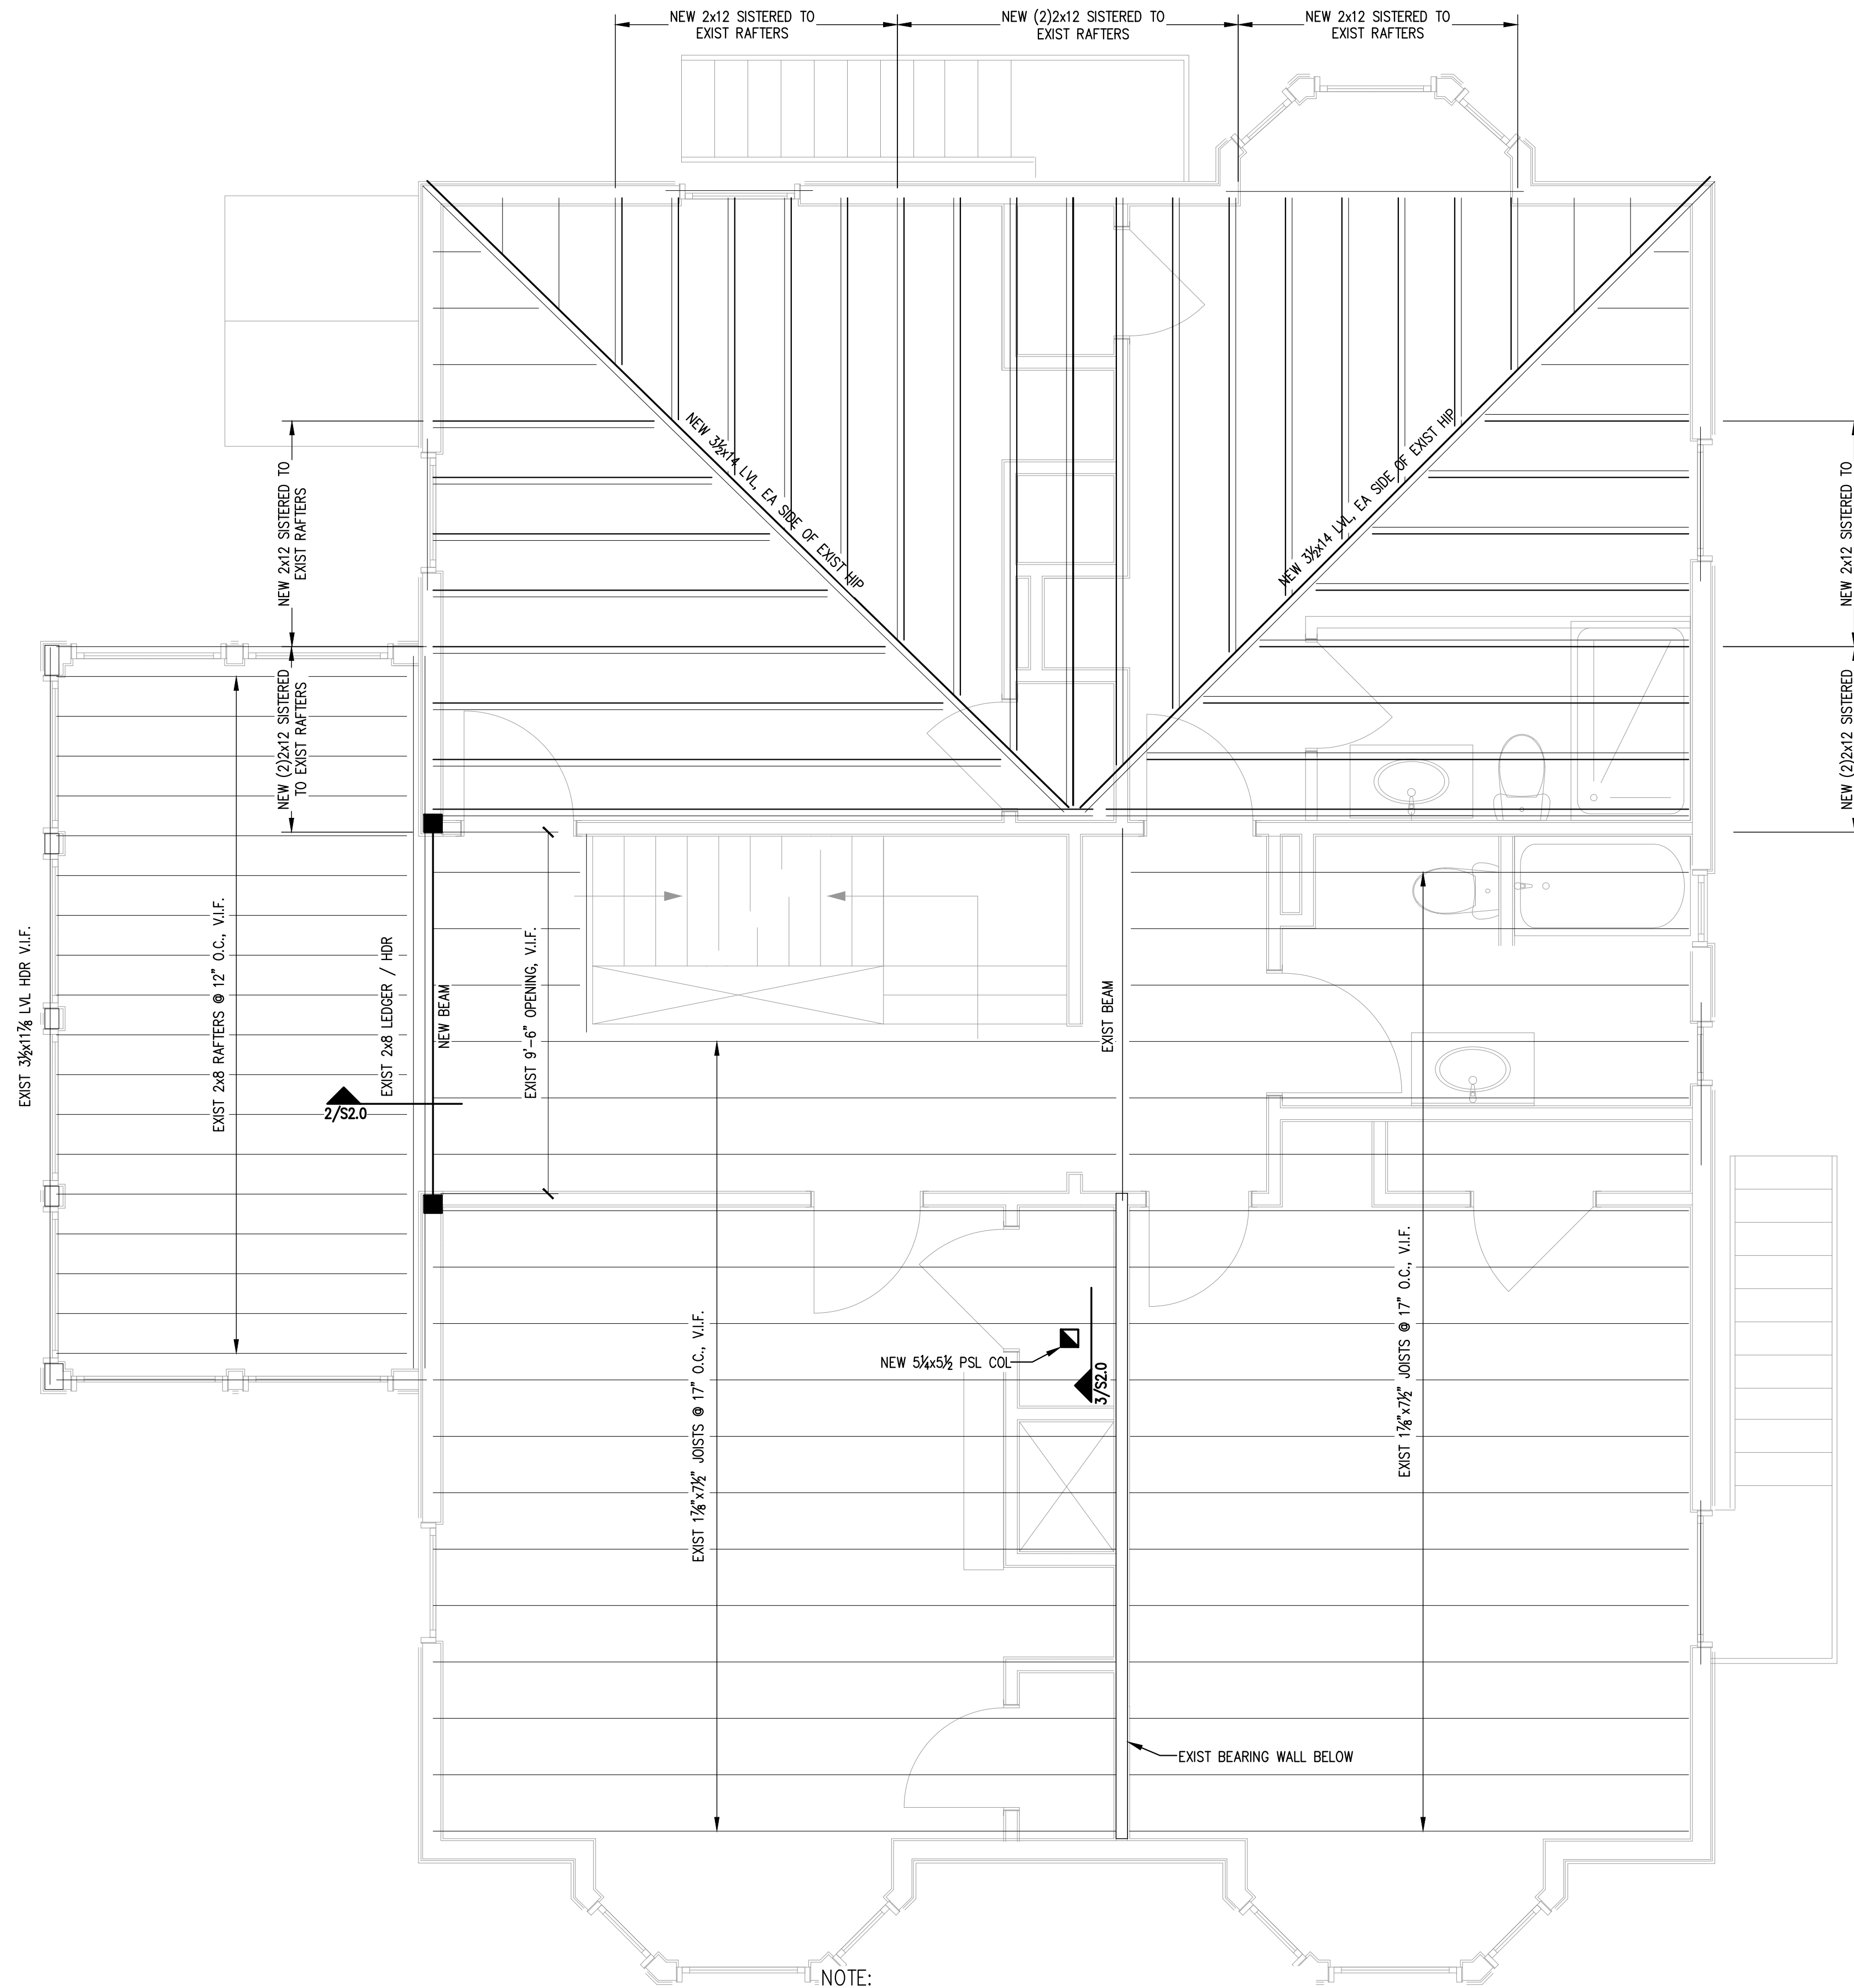 NEW 2x12 SISTERED TO
EXIST RAFTERS
NEW (2)2x12 SISTERED TO
EXIST RAFTERS
NEW 2x12 SISTERED TO
EXIST RAFTERS
NEW 3½x14 LVL, EA SIDE OF EXIST HIP
NEW 3½x14 LVL, EA SIDE OF EXIST HIP
NEW 2x12 SISTERED TO
EXIST RAFTERS
NEW 2x12 SISTERED TO
NEW (2)2x12 SISTERED
TO EXIST RAFTERS
NEW (2)2x12 SISTERED
EXIST 3½x11⅞ LVL HDR V.I.F.
EXIST 2x8 RAFTERS @ 12" O.C., V.I.F.
EXIST 2x8 LEDGER / HDR
NEW BEAM
EXIST 9'-6" OPENING, V.I.F.
EXIST BEAM
2/S2.0
EXIST 1⅞"x7½" JOISTS @ 17" O.C., V.I.F.
NEW 5¼x5½ PSL COL
3/S2.0
EXIST 1⅞"x7½" JOISTS @ 17" O.C., V.I.F.
EXIST BEARING WALL BELOW
NOTE: